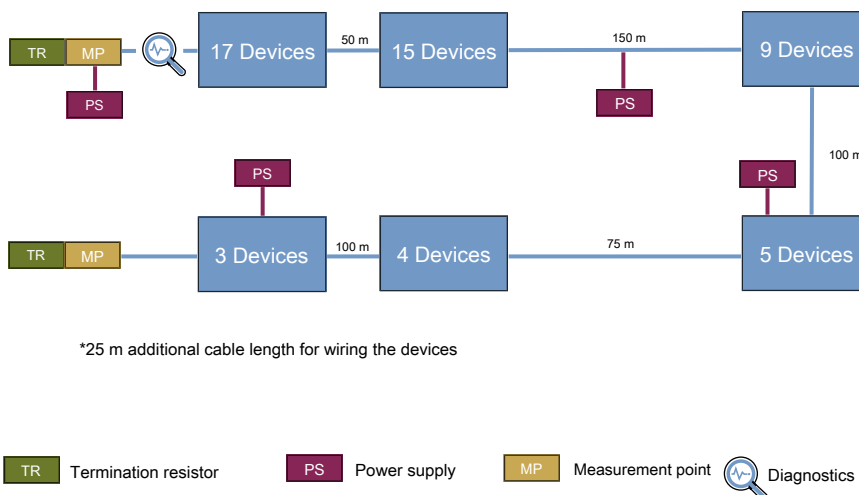 TR MP 17 Devices 50 m 15 Devices 150 m 9 Devices
PS PS
100 m
PS PS
TR MP 3 Devices 100 m 4 Devices 75 m 5 Devices
*25 m additional cable length for wiring the devices
TR Termination resistor PS Power supply MP Measurement point Diagnostics